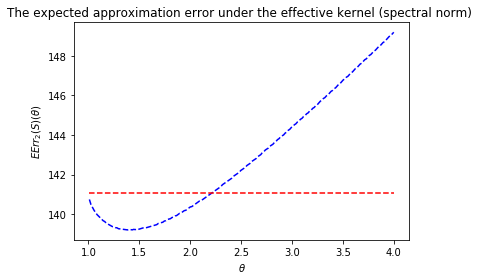 The expected approximation error under the effective kernel (spectral norm)
148
146
144
142
140
EErr₂(S)(θ)
1.0 1.5 2.0 2.5 3.0 3.5 4.0
θ